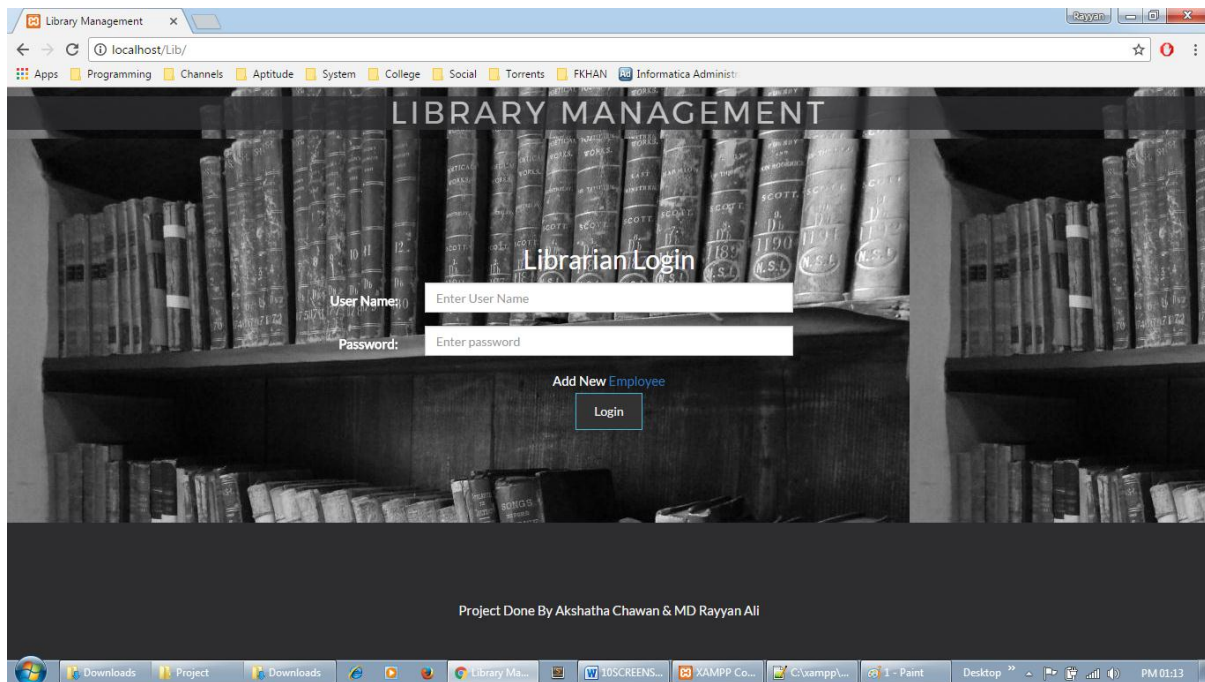 Library Management
Rayyan
localhost/Lib/
Apps Programming Channels Aptitude System College Social Torrents FKHAN Ad Informatica Administr
LIBRARY MANAGEMENT
Librarian Login
User Name:
Enter User Name
Password:
Enter password
Add New Employee
Login
SONGS
Project Done By Akshatha Chawan & MD Rayyan Ali
Downloads Project Downloads Library Ma... 10SCREENS... XAMPP Co... C:\xampp\... 1 - Paint Desktop PM 01:13